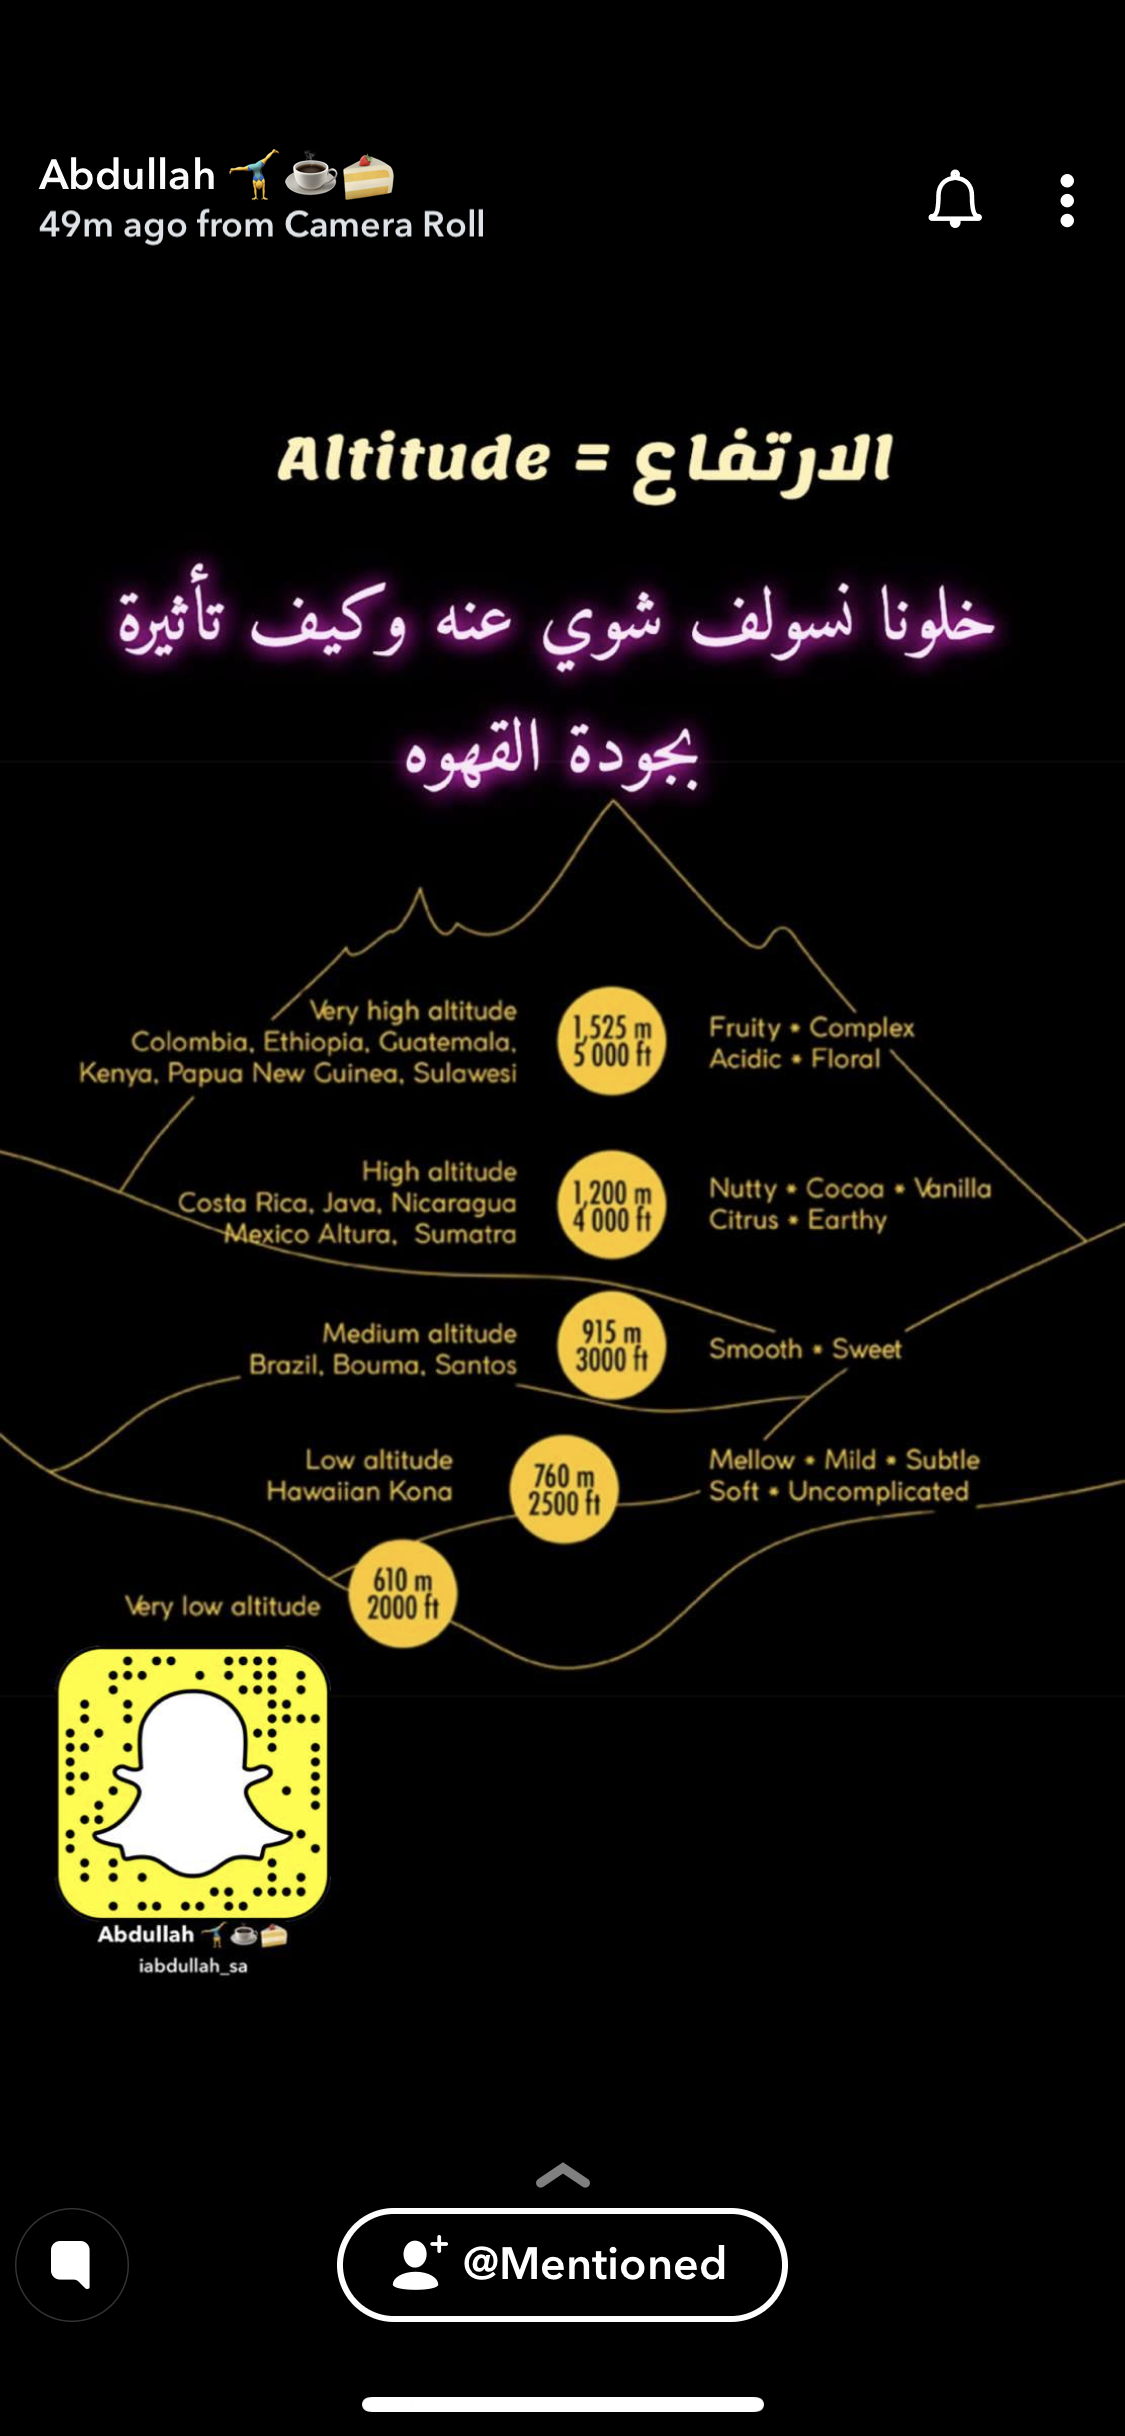 Abdullah 🤸☕🍰
49m ago from Camera Roll
Altitude = الارتفاع
خلونا نسولف شوي عنه وكيف تأثيرة
بجودة القهوه
Very high altitude
Colombia, Ethiopia, Guatemala,
Kenya, Papua New Guinea, Sulawesi
1,525 m
5 000 ft
Fruity • Complex
Acidic • Floral
High altitude
Costa Rica, Java, Nicaragua
Mexico Altura, Sumatra
1,200 m
4 000 ft
Nutty • Cocoa • Vanilla
Citrus • Earthy
Medium altitude
Brazil, Bouma, Santos
915 m
3000 ft
Smooth • Sweet
Low altitude
Hawaiian Kona
760 m
2500 ft
Mellow • Mild • Subtle
Soft • Uncomplicated
Very low altitude
610 m
2000 ft
Abdullah 🤸☕🍰
iabdullah_sa
@Mentioned